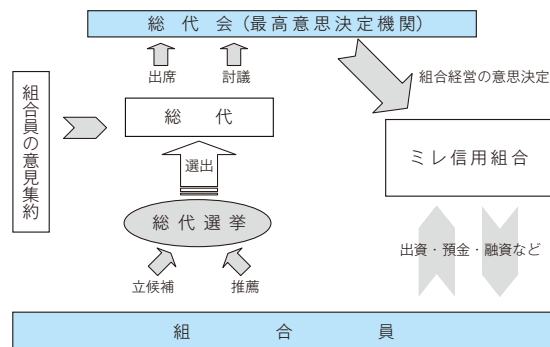 総代会(最高意思決定機関)
出席
討議
組合経営の意思決定
組合員の意見集約
総代
ミレ信用組合
選出
総代選挙
出資・預金・融資など
立候補
推薦
組合員